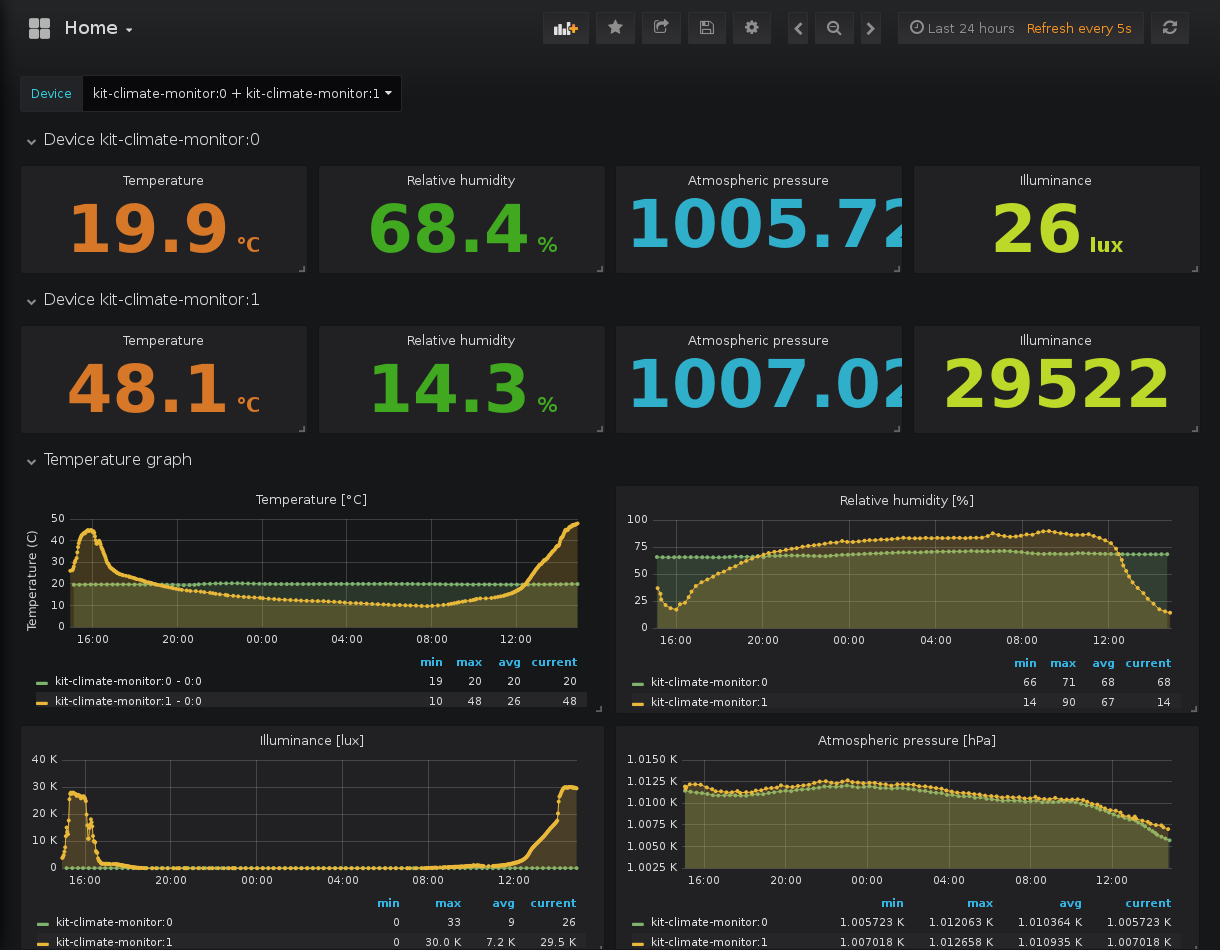 Home
Last 24 hours Refresh every 5s
Device kit-climate-monitor:0 + kit-climate-monitor:1
Device kit-climate-monitor:0
Temperature Relative humidity Atmospheric pressure Illuminance
19.9 °C 68.4 % 1005.72 26 lux
Device kit-climate-monitor:1
Temperature Relative humidity Atmospheric pressure Illuminance
48.1 °C 14.3 % 1007.02 29522
Temperature graph
Temperature [°C]
Temperature (C)
50
40
30
20
10
0
16:00 20:00 00:00 04:00 08:00 12:00
min max avg current
kit-climate-monitor:0 - 0:0 19 20 20 20
kit-climate-monitor:1 - 0:0 10 48 26 48
Relative humidity [%]
100
75
50
25
0
16:00 20:00 00:00 04:00 08:00 12:00
min max avg current
kit-climate-monitor:0 66 71 68 68
kit-climate-monitor:1 14 90 67 14
Illuminance [lux]
40 K
30 K
20 K
10 K
0
16:00 20:00 00:00 04:00 08:00 12:00
min max avg current
kit-climate-monitor:0 0 33 9 26
kit-climate-monitor:1 0 30.0 K 7.2 K 29.5 K
Atmospheric pressure [hPa]
1.0150 K
1.0125 K
1.0100 K
1.0075 K
1.0050 K
1.0025 K
16:00 20:00 00:00 04:00 08:00 12:00
min max avg current
kit-climate-monitor:0 1.005723 K 1.012063 K 1.010364 K 1.005723 K
kit-climate-monitor:1 1.007018 K 1.012658 K 1.010935 K 1.007018 K